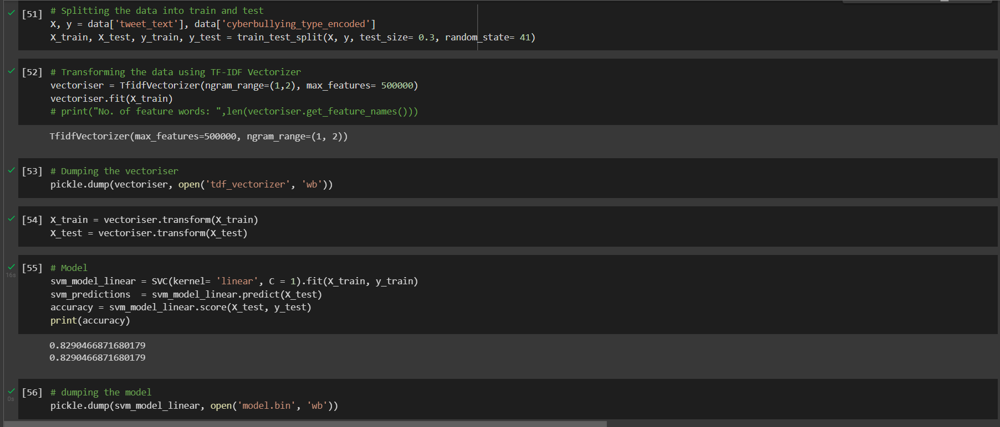 [51] # Splitting the data into train and test
X, y = data['tweet_text'], data['cyberbullying_type_encoded']
X_train, X_test, y_train, y_test = train_test_split(X, y, test_size= 0.3, random_state= 41)
[52] # Transforming the data using TF-IDF Vectorizer
vectoriser = TfidfVectorizer(ngram_range=(1,2), max_features= 500000)
vectoriser.fit(X_train)
# print("No. of feature words: ",len(vectoriser.get_feature_names()))
TfidfVectorizer(max_features=500000, ngram_range=(1, 2))
[53] # Dumping the vectoriser
pickle.dump(vectoriser, open('tdf_vectorizer', 'wb'))
[54] X_train = vectoriser.transform(X_train)
X_test = vectoriser.transform(X_test)
[55] # Model
16s
svm_model_linear = SVC(kernel= 'linear', C = 1).fit(X_train, y_train)
svm_predictions  = svm_model_linear.predict(X_test)
accuracy = svm_model_linear.score(X_test, y_test)
print(accuracy)
0.8290466871680179
0.8290466871680179
[56] # dumping the model
0s
pickle.dump(svm_model_linear, open('model.bin', 'wb'))